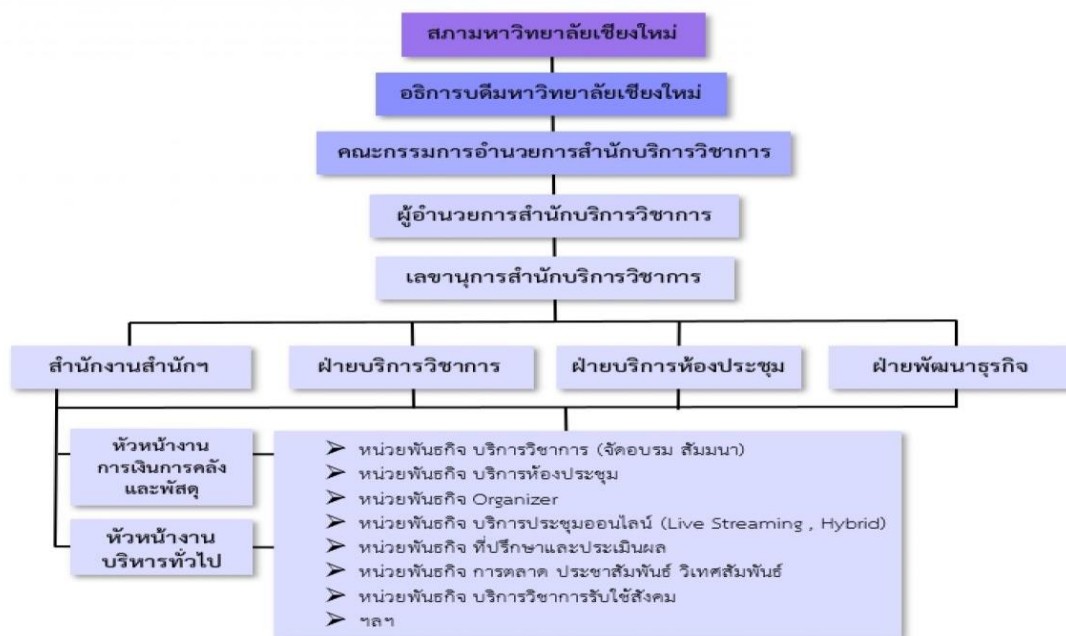 สภามหาวิทยาลัยเชียงใหม่
อธิการบดีมหาวิทยาลัยเชียงใหม่
คณะกรรมการอำนวยการสำนักบริการวิชาการ
ผู้อำนวยการสำนักบริการวิชาการ
เลขานุการสำนักบริการวิชาการ
สำนักงานสำนักฯ
ฝ่ายบริการวิชาการ
ฝ่ายบริการห้องประชุม
ฝ่ายพัฒนาธุรกิจ
หัวหน้างาน
การเงินการคลัง
และพัสดุ
หัวหน้างาน
บริหารทั่วไป
➢ หน่วยพันธกิจ บริการวิชาการ (จัดอบรม สัมมนา)
➢ หน่วยพันธกิจ บริการห้องประชุม
➢ หน่วยพันธกิจ Organizer
➢ หน่วยพันธกิจ บริการประชุมออนไลน์ (Live Streaming , Hybrid)
➢ หน่วยพันธกิจ ที่ปรึกษาและประเมินผล
➢ หน่วยพันธกิจ การตลาด ประชาสัมพันธ์ วิเทศสัมพันธ์
➢ หน่วยพันธกิจ บริการวิชาการรับใช้สังคม
➢ ฯลฯ